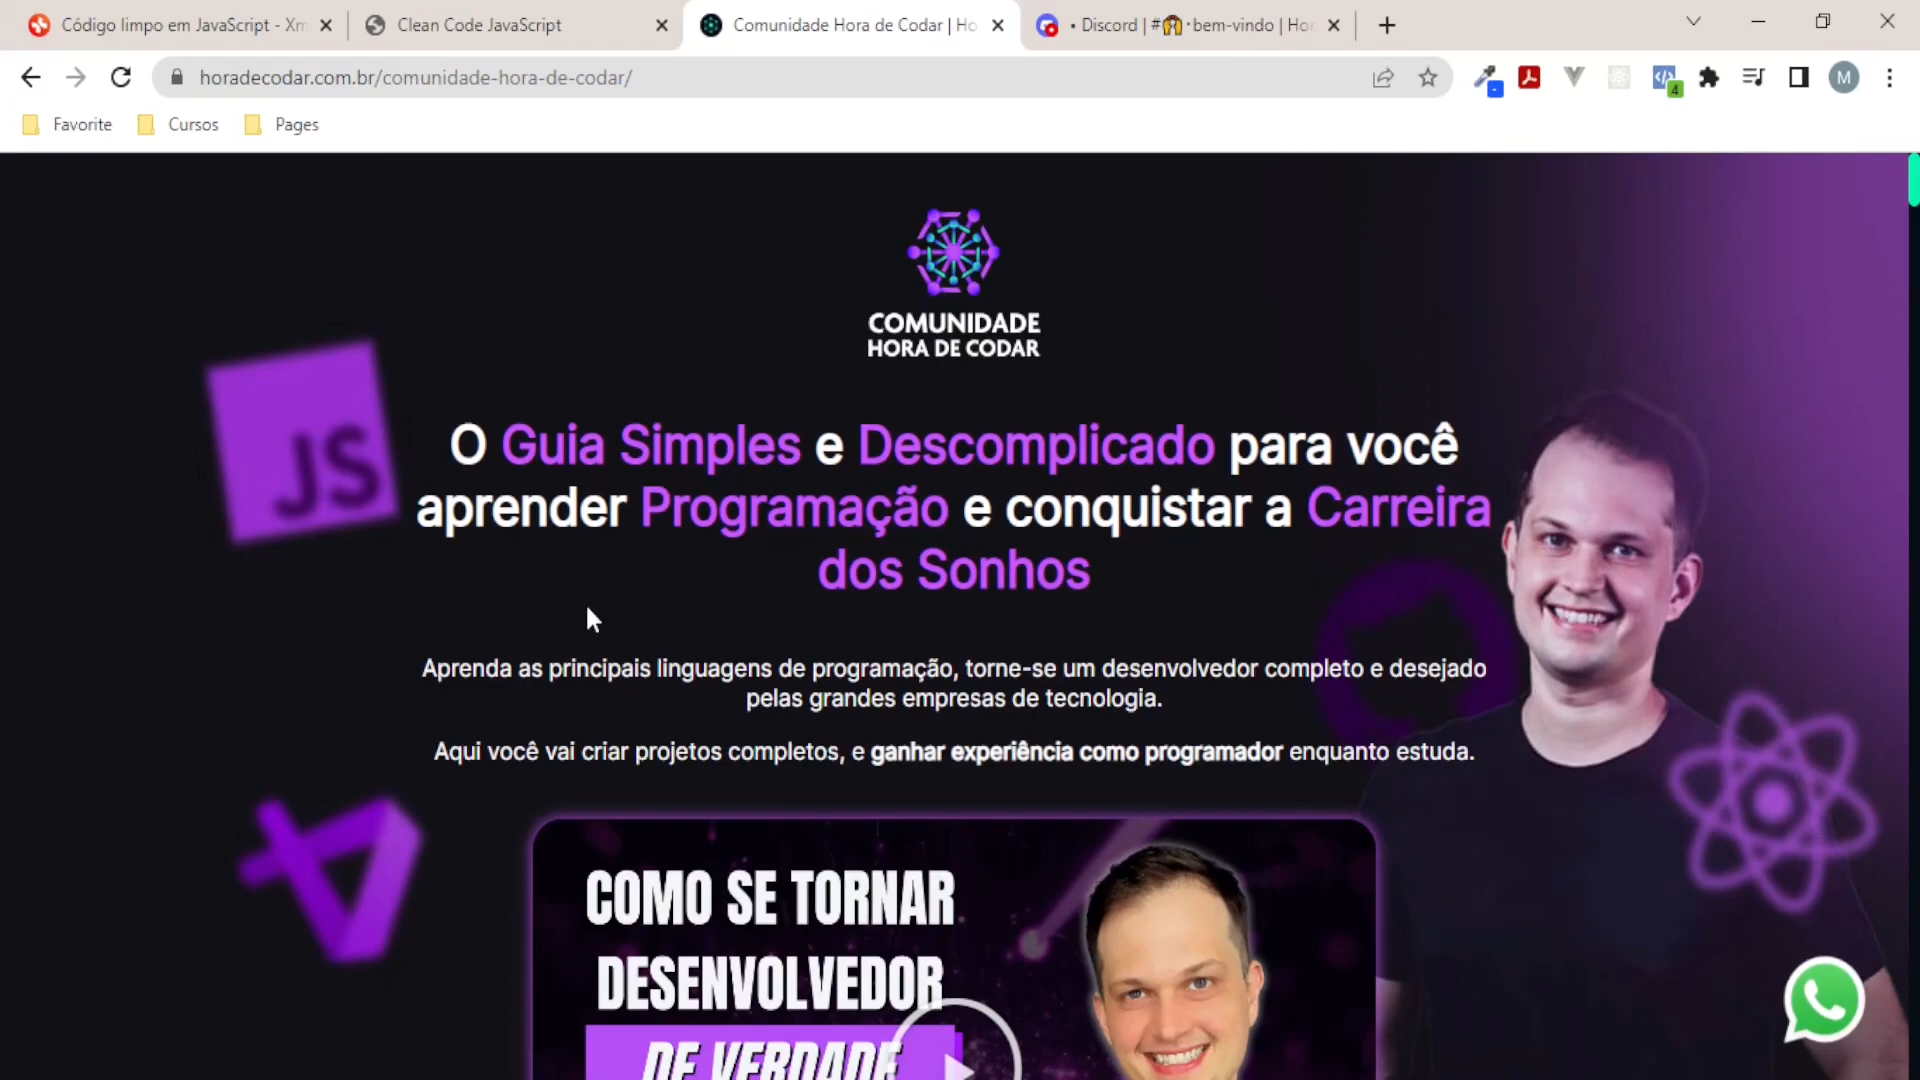 Código limpo em JavaScript - Xm
Clean Code JavaScript
Comunidade Hora de Codar | Ho
• Discord | #🙌･bem-vindo | Hor
horadecodar.com.br/comunidade-hora-de-codar/
4
M
Favorite
Cursos
Pages
COMUNIDADE
HORA DE CODAR
JS
O Guia Simples e Descomplicado para você
aprender Programação e conquistar a Carreira
dos Sonhos
Aprenda as principais linguagens de programação, torne-se um desenvolvedor completo e desejado
pelas grandes empresas de tecnologia.
Aqui você vai criar projetos completos, e ganhar experiência como programador enquanto estuda.
COMO SE TORNAR
DESENVOLVEDOR
DE VERDADE